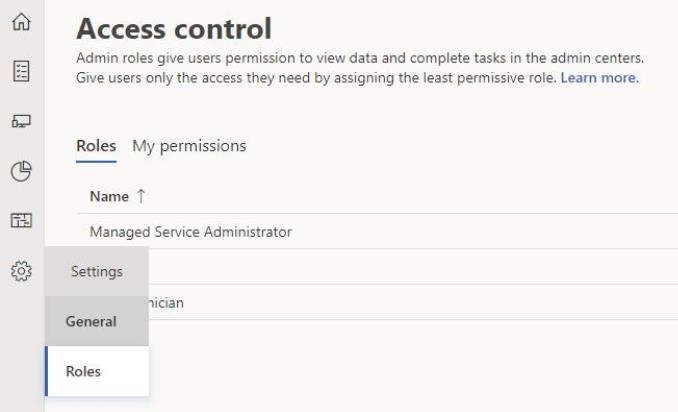 Access control
Admin roles give users permission to view data and complete tasks in the admin centers.
Give users only the access they need by assigning the least permissive role. Learn more.
Roles My permissions
Name ↑
Managed Service Administrator
Settings
nician
General
Roles